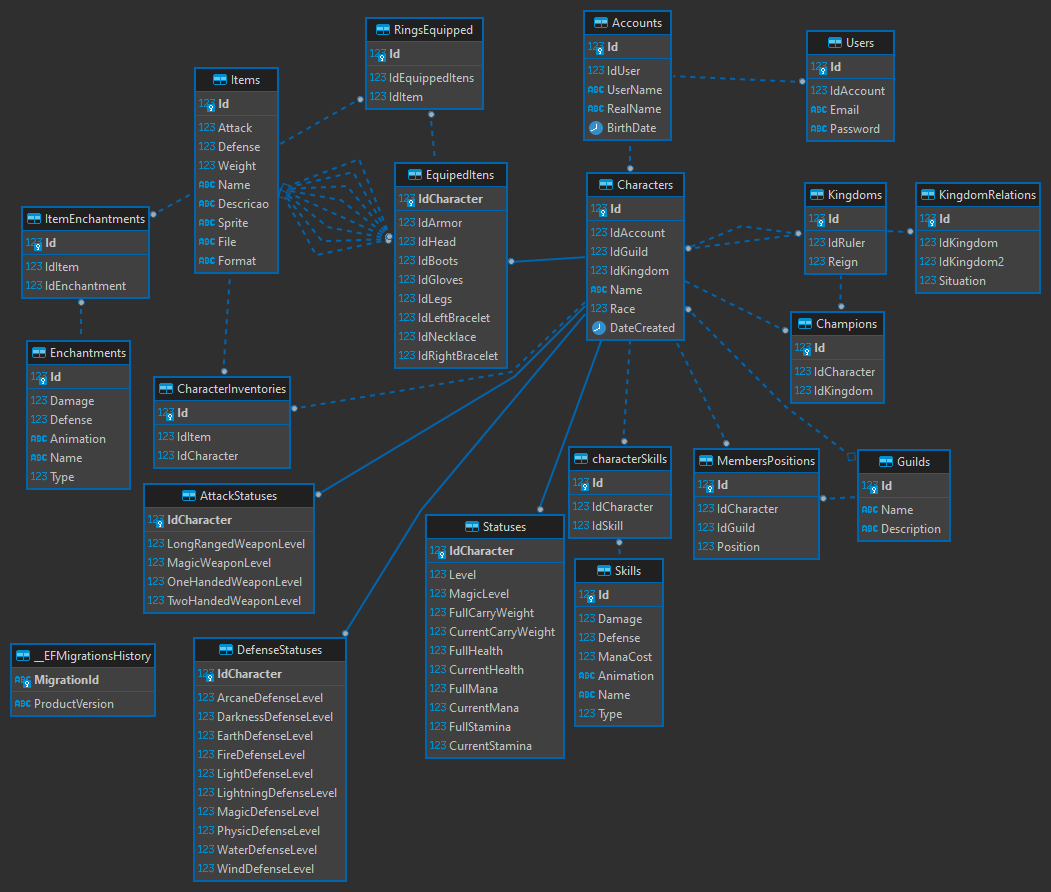 RingsEquipped
123 Id
123 IdEquippedItens
123 IdItem
Accounts
123 Id
123 IdUser
ABC UserName
ABC RealName
BirthDate
Users
123 Id
123 IdAccount
ABC Email
ABC Password
Items
123 Id
123 Attack
123 Defense
123 Weight
ABC Name
ABC Descricao
ABC Sprite
ABC File
ABC Format
EquipedItens
123 IdCharacter
123 IdArmor
123 IdHead
123 IdBoots
123 IdGloves
123 IdLegs
123 IdLeftBracelet
123 IdNecklace
123 IdRightBracelet
Characters
123 Id
123 IdAccount
123 IdGuild
123 IdKingdom
ABC Name
123 Race
DateCreated
Kingdoms
123 Id
123 IdRuler
123 Reign
KingdomRelations
123 Id
123 IdKingdom
123 IdKingdom2
123 Situation
ItemEnchantments
123 Id
123 IdItem
123 IdEnchantment
Champions
123 Id
123 IdCharacter
123 IdKingdom
Enchantments
123 Id
123 Damage
123 Defense
ABC Animation
ABC Name
123 Type
CharacterInventories
123 Id
123 IdItem
123 IdCharacter
characterSkills
123 Id
123 IdCharacter
123 IdSkill
MembersPositions
123 Id
123 IdCharacter
123 IdGuild
123 Position
Guilds
123 Id
ABC Name
ABC Description
AttackStatuses
123 IdCharacter
123 LongRangedWeaponLevel
123 MagicWeaponLevel
123 OneHandedWeaponLevel
123 TwoHandedWeaponLevel
Statuses
123 IdCharacter
123 Level
123 MagicLevel
123 FullCarryWeight
123 CurrentCarryWeight
123 FullHealth
123 CurrentHealth
123 FullMana
123 CurrentMana
123 FullStamina
123 CurrentStamina
Skills
123 Id
123 Damage
123 Defense
123 ManaCost
ABC Animation
ABC Name
123 Type
__EFMigrationsHistory
ABC MigrationId
ABC ProductVersion
DefenseStatuses
123 IdCharacter
123 ArcaneDefenseLevel
123 DarknessDefenseLevel
123 EarthDefenseLevel
123 FireDefenseLevel
123 LightDefenseLevel
123 LightningDefenseLevel
123 MagicDefenseLevel
123 PhysicDefenseLevel
123 WaterDefenseLevel
123 WindDefenseLevel